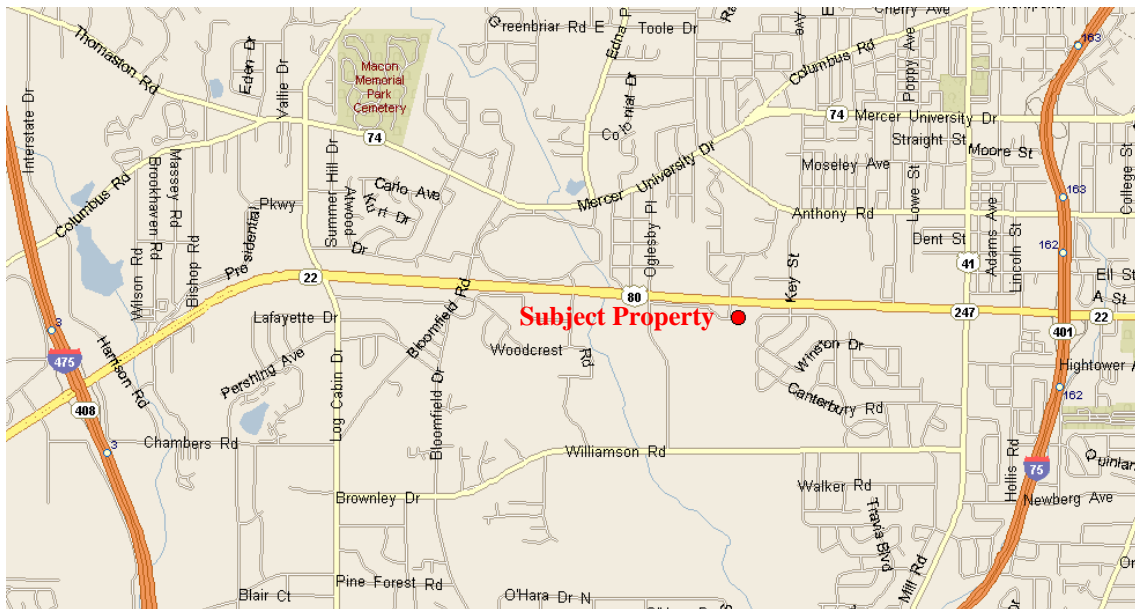 Greenbriar Rd E
Toole Dr
Edna P
Cherry Ave
163
Thomaston Rd
Eden Dr
Vallie Dr
Macon
Memorial
Park
Cemetery
Columbus Rd
Poppy Ave
Interstate Dr
74
Colonial Dr
74
Mercer University Dr
Straight St
Moore St
Massey Rd
Brookhaven Rd
Summer Hill Dr
Atwood
Carlo Ave
Kurt Dr
Mercer University Dr
Moseley Ave
Lowe St
163
College St
Columbus Rd
Pkwy
Presidential
Dr
Oglesby Pl
Anthony Rd
Dent St
Adams Ave
Lincoln St
162
Wilson Rd
Bishop Rd
22
Bloomfield Rd
80
Key St
41
Ell St
A St
3
Lafayette Dr
Subject Property
247
22
401
475
Harrison Rd
Pershing Ave
Log Cabin Dr
Woodcrest
Rd
Winston Dr
Hightower A
408
Bloomfield Dr
Canterbury Rd
162
Chambers Rd
3
Williamson Rd
Hollis Rd
75
Quinlan
Brownley Dr
Walker Rd
Travis Blvd
Newberg Ave
Pine Forest Rd
Blair Ct
O'Hara Dr N
Mill Rd